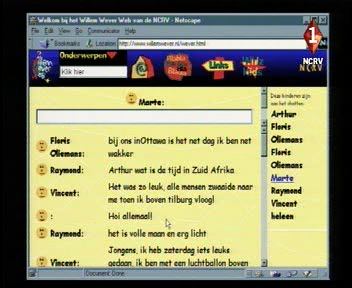 Welkom bij het Willem Wever Web van de NCRV - Netscape
File Edit View Go Communicator Help
Bookmarks Location: http://www.willemwever.nl/wever.html
1
NCRV
NCRV
Onderwerpen
Klik hier
Links
Marte:
Deze kinderen zijn
aan het chatten:
Arthur
Floris
Oliemans
Floris
Oliemans
Marte
Raymond
Vincent
heleen
Floris Oliemans: bij ons inOttawa is het net dag ik ben net wakker
Raymond: Arthur wat is de tijd in Zuid Afrika
Vincent: Het was zo leuk, alle mensen zwaaide naar me toen ik boven tilburg vloog!
: Hoi allemaal!
Raymond: het is volle maan en erg licht
Vincent: Jongens, ik heb zaterdag iets leuks gedaan, ik ben met een luchtballon boven
Document: Done